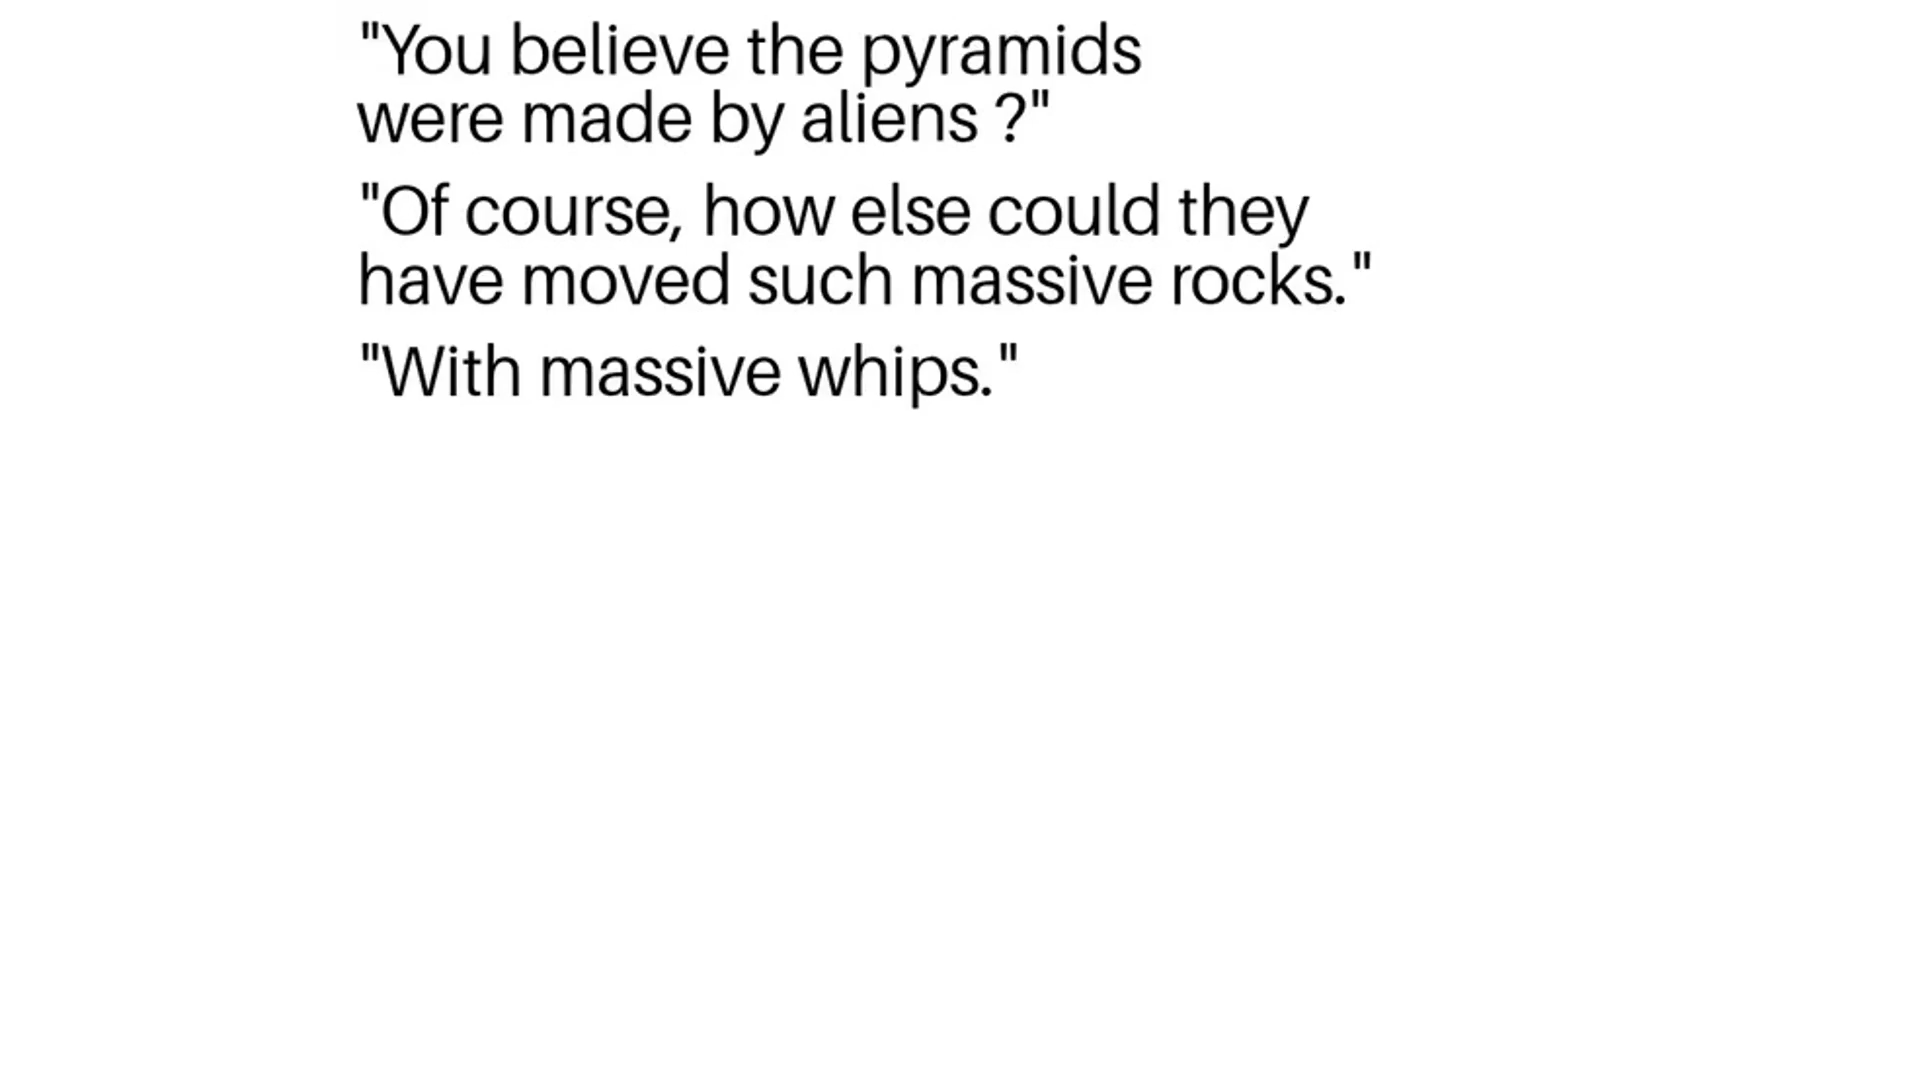 "You believe the pyramids
were made by aliens ?"
"Of course, how else could they
have moved such massive rocks."
"With massive whips."